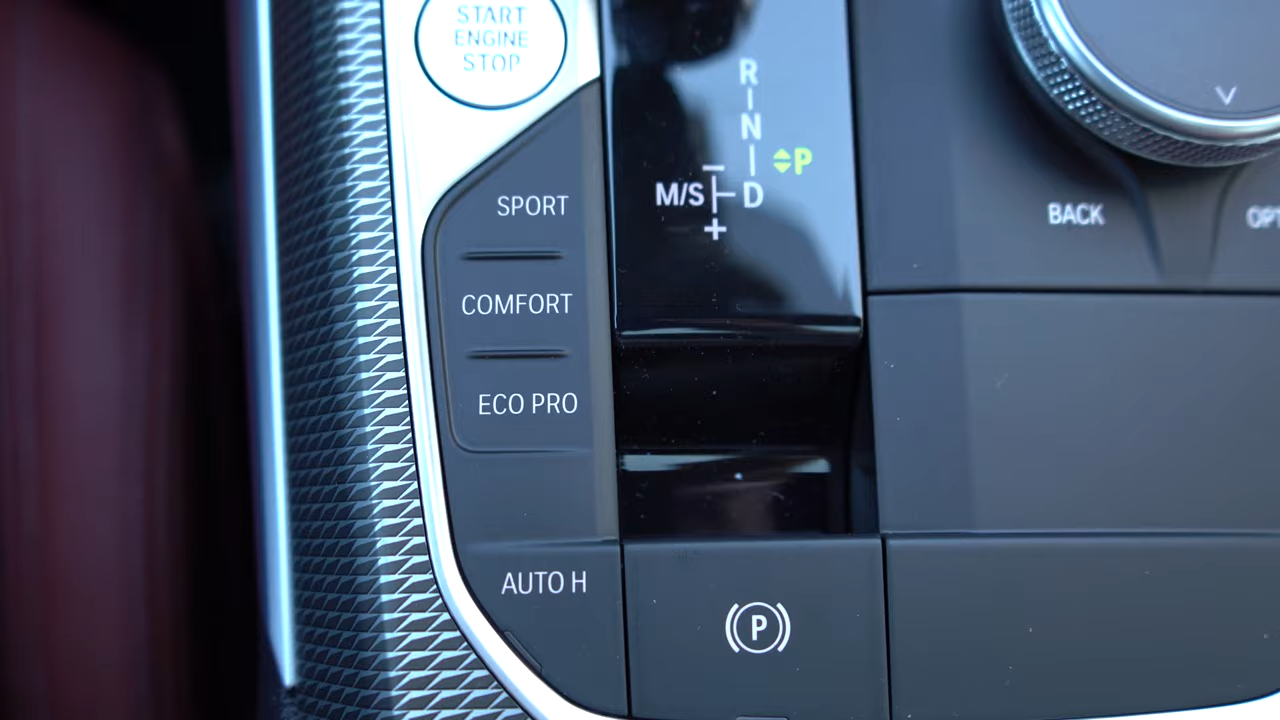 START
ENGINE
STOP
R
N
P
M/S
D
SPORT
BACK
COMFORT
ECO PRO
AUTO H
P